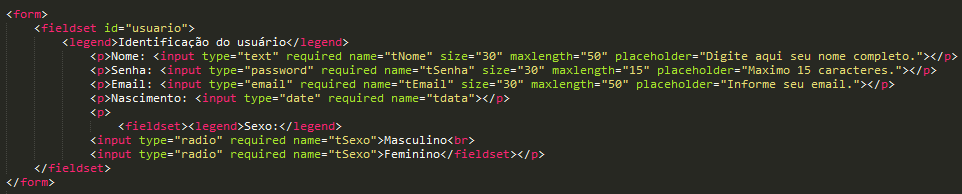 <form>
<fieldset id="usuario">
<legend>Identificação do usuário</legend>
<p>Nome: <input type="text" required name="tNome" size="30" maxlength="50" placeholder="Digite aqui seu nome completo."></p>
<p>Senha: <input type="password" required name="tSenha" size="30" maxlength="15" placeholder="Maximo 15 caracteres."></p>
<p>Email: <input type="email" required name="tEmail" size="30" maxlength="50" placeholder="Informe seu email."></p>
<p>Nascimento: <input type="date" required name="tdata"></p>
<p>
<fieldset><legend>Sexo:</legend>
<input type="radio" required name="tSexo">Masculino<br>
<input type="radio" required name="tSexo">Feminino</fieldset></p>
</fieldset>
</form>